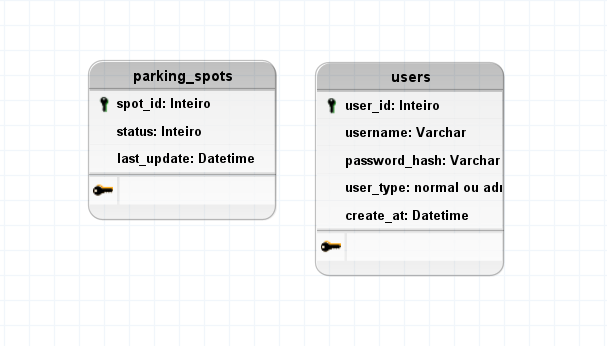 parking_spots
spot_id: Inteiro
status: Inteiro
last_update: Datetime
users
user_id: Inteiro
username: Varchar
password_hash: Varchar
user_type: normal ou
create_at: Datetime